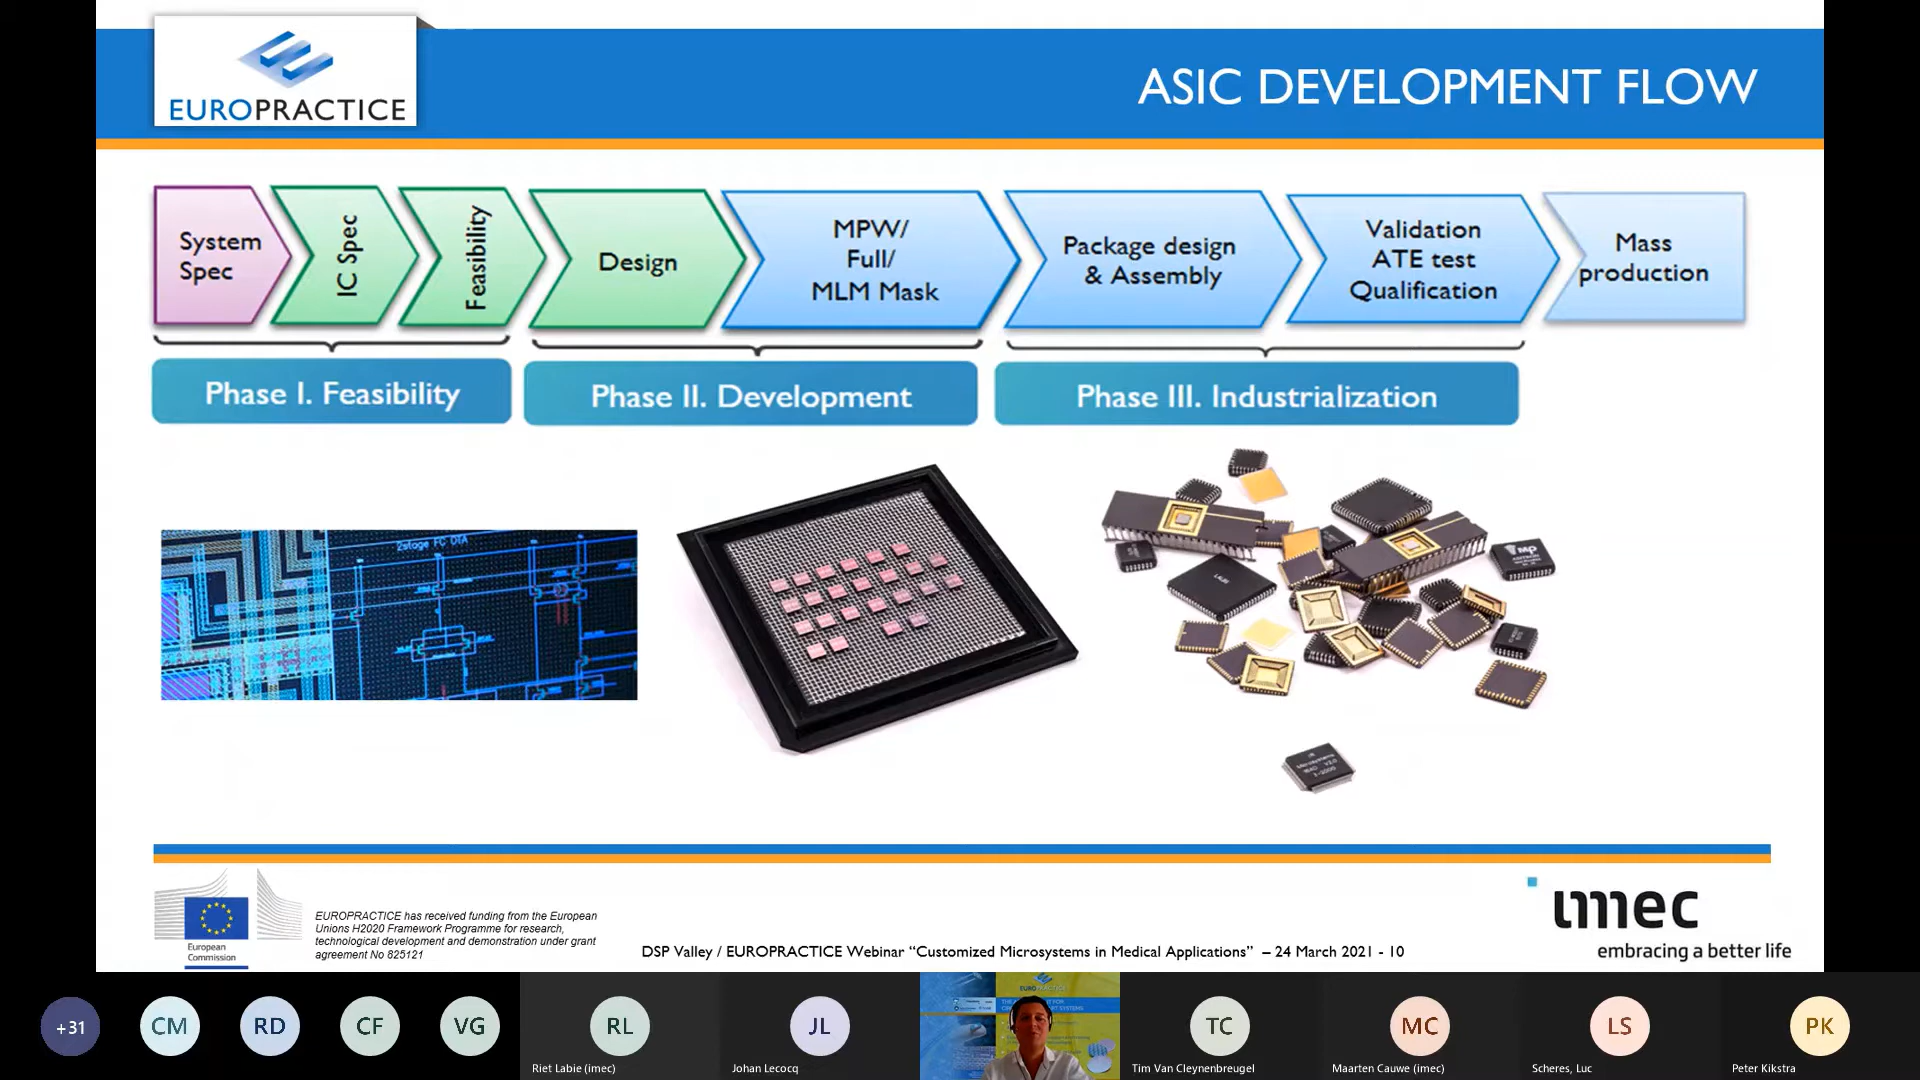 EUROPRACTICE
ASIC DEVELOPMENT FLOW
System
Spec
IC Spec
Feasibility
Design
MPW/
Full/
MLM Mask
Package design
& Assembly
Validation
ATE test
Qualification
Mass
production
Phase I. Feasibility
Phase II. Development
Phase III. Industrialization
2stage FC OTA
European
Commission
EUROPRACTICE has received funding from the European
Unions H2020 Framework Programme for research,
technological development and demonstration under grant
agreement No 825121
DSP Valley / EUROPRACTICE Webinar “Customized Microsystems in Medical Applications” – 24 March 2021 - 10
imec
embracing a better life
+31
CM
RD
CF
VG
RL
Riet Labie (imec)
JL
Johan Lecocq
EUROPRACTICE
TC
Tim Van Cleynenbreugel
MC
Maarten Cauwe (imec)
LS
Scheres, Luc
PK
Peter Kikstra